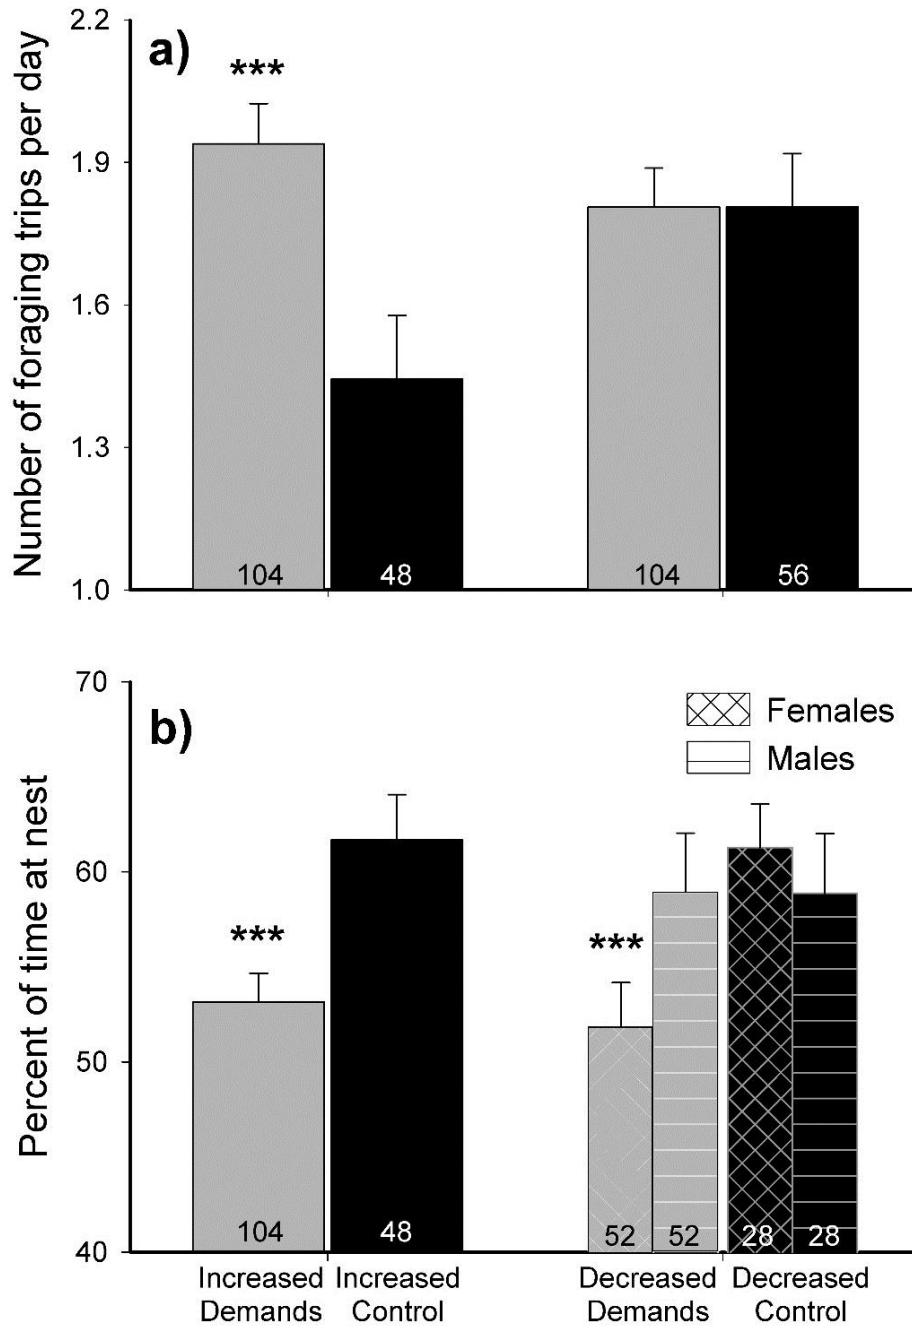 a)
Number of foraging trips per day
2.2
1.9
1.6
1.3
1.0
***
104
48
104
56
b)
Percent of time at nest
70
60
50
40
Females
Males
***
***
104
48
52
52
28
28
Increased
Demands
Increased
Control
Decreased
Demands
Decreased
Control